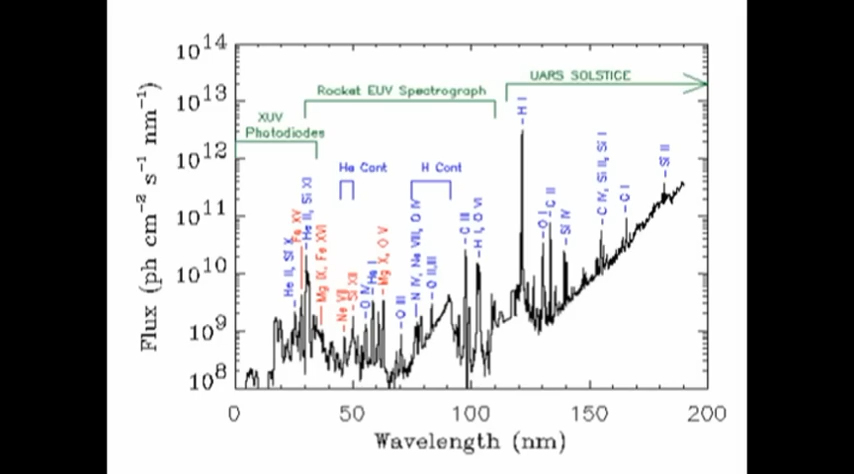 10^14
10^13
10^12
10^11
10^10
10^9
10^8
Flux (ph cm^-2 s^-1 nm^-1)
UARS SOLSTICE
Rocket EUV Spectrograph
XUV
Photodiodes
He Cont
H Cont
He II, Si X
Fe XV
He II, Si XI
Mg IX, Fe XVI
Ne VII
Si XII
O IV
He I
Mg X, O V
O III
N IV, Ne VIII, O IV
O II,III
C III
H I, O VI
H I
O I
C II
Si IV
C IV, Si II, Si I
C I
Si II
0
50
100
150
200
Wavelength (nm)